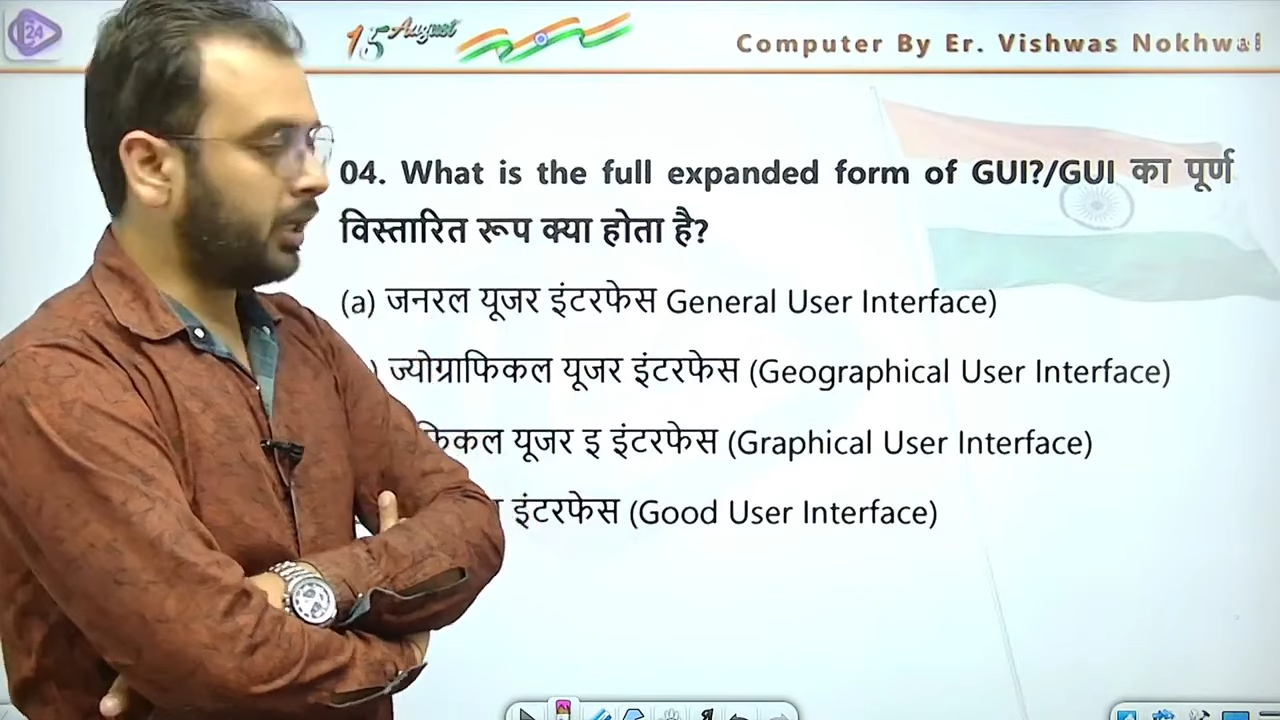 24
15 August
Computer By Er. Vishwas Nokhwal
04. What is the full expanded form of GUI?/GUI का पूर्ण
विस्तारित रूप क्या होता है?
(a) जनरल यूजर इंटरफेस General User Interface)
) ज्योग्राफिकल यूजर इंटरफेस (Geographical User Interface)
यूजर इ इंटरफेस (Graphical User Interface)
इंटरफेस (Good User Interface)